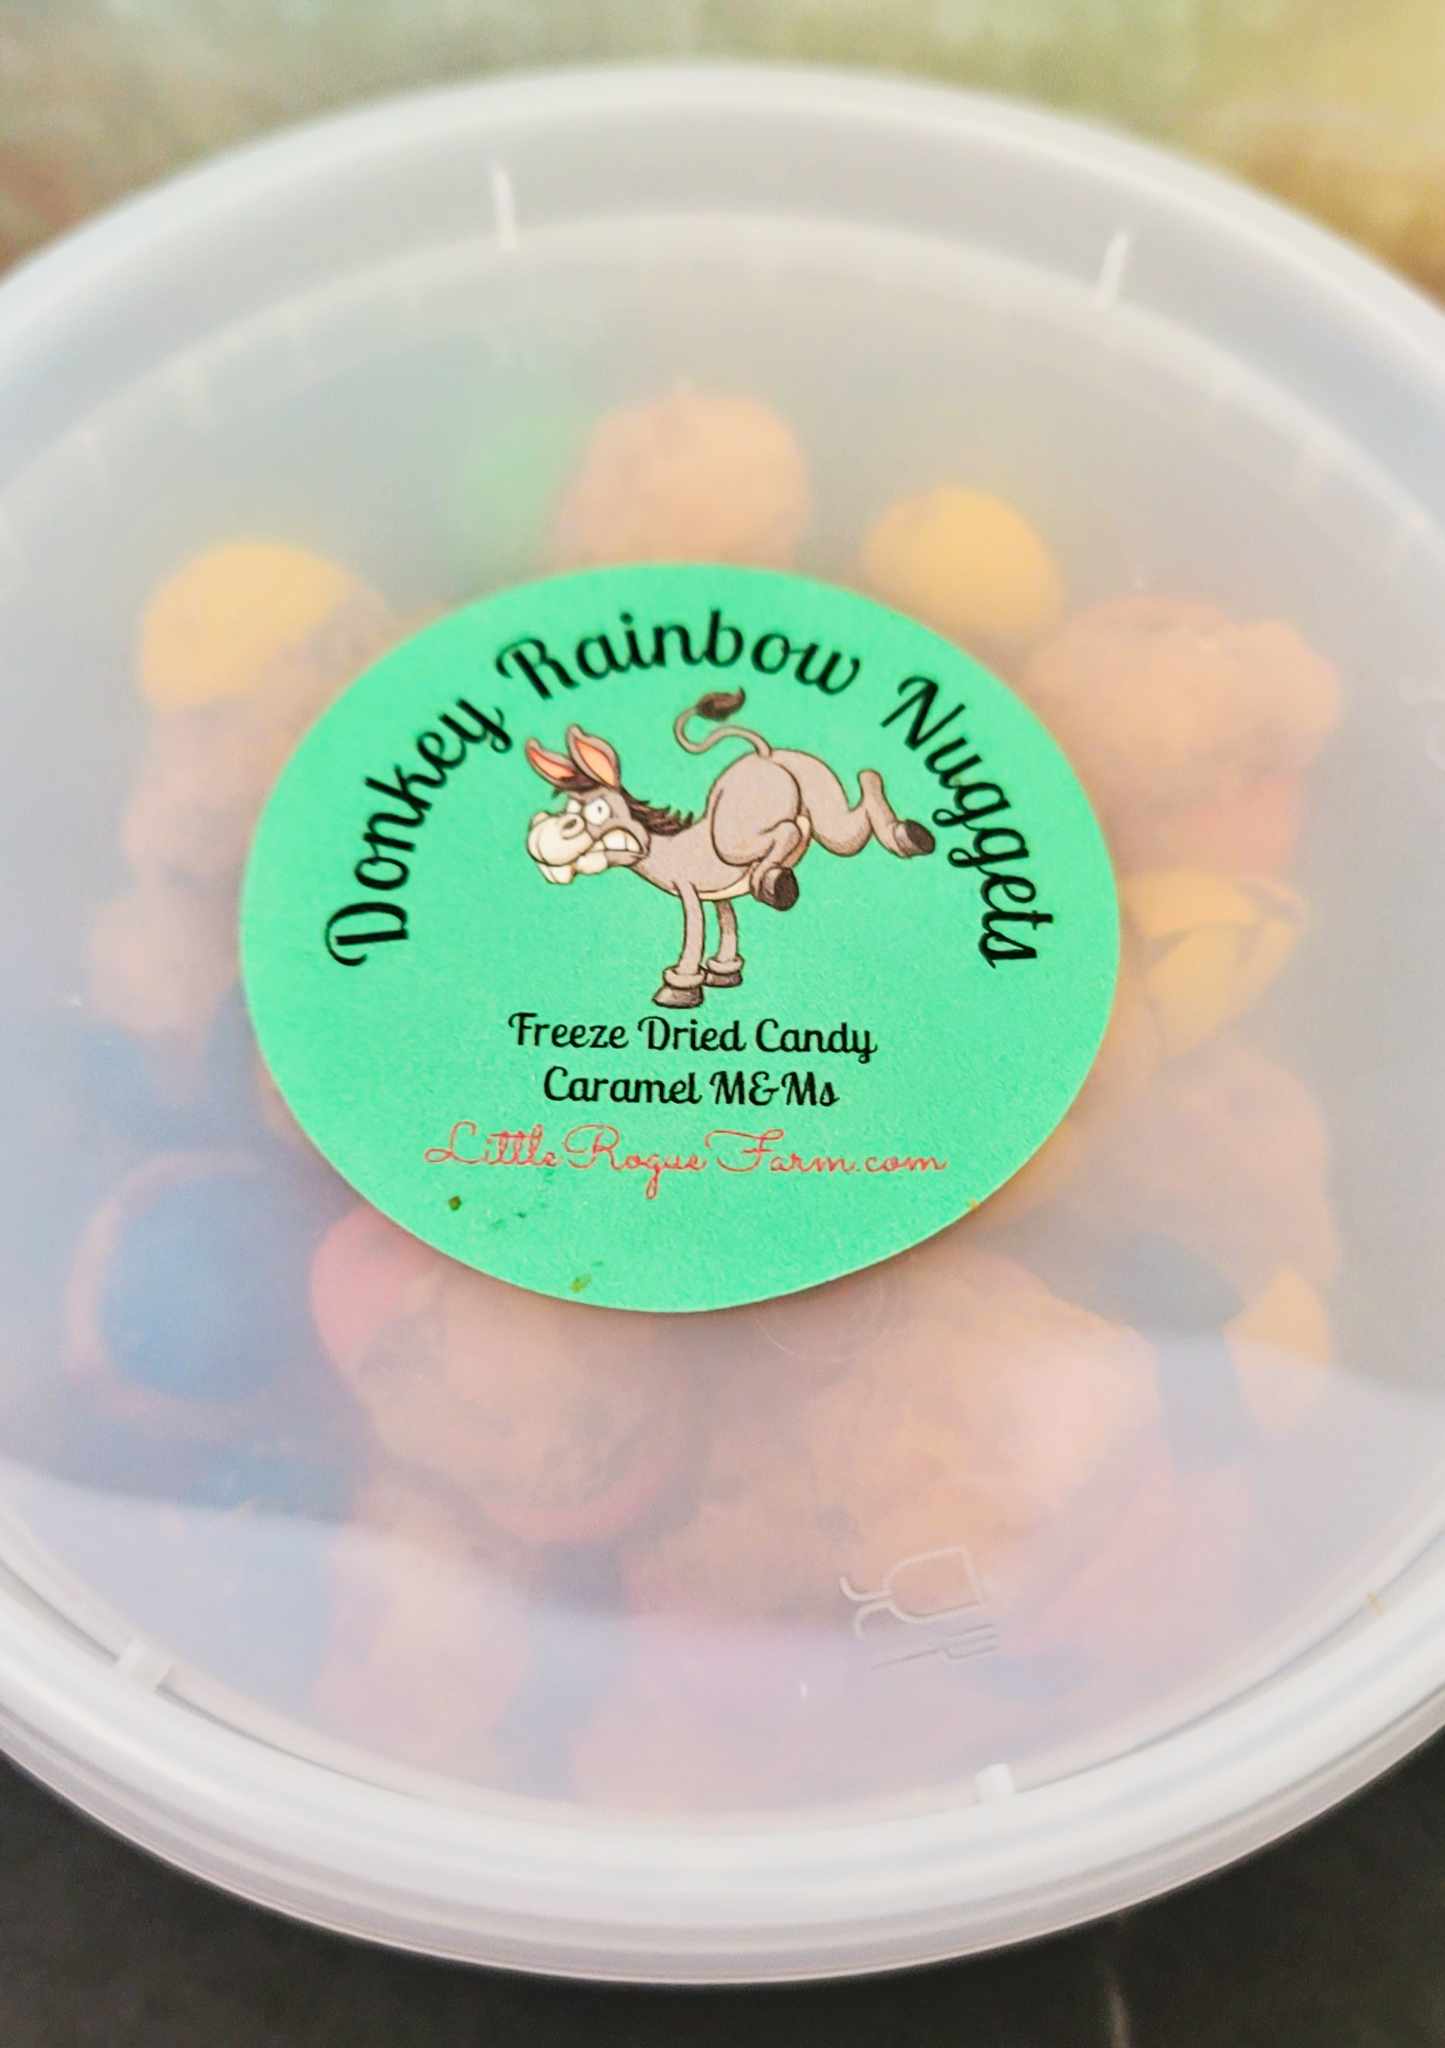 Donkey Rainbow Nuggets
Freeze Dried Candy
Caramel M&Ms
LittleRogueFarm.com